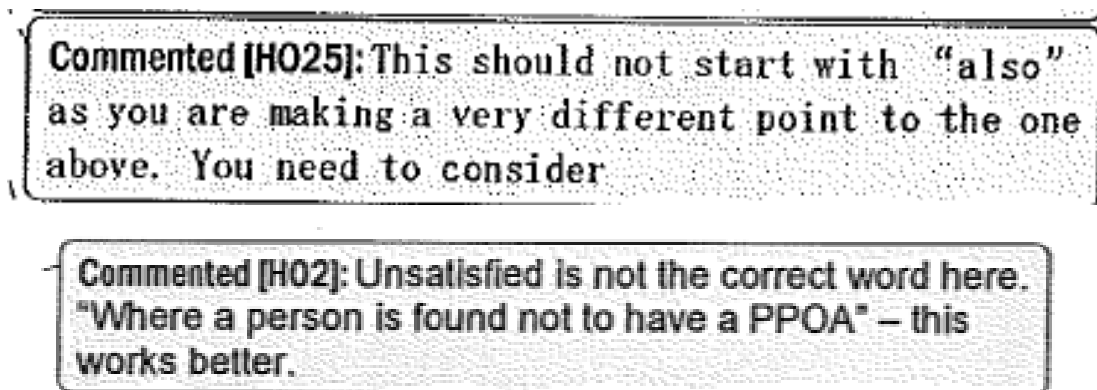 Commented [HO25]: This should not start with “also”
as you are making a very different point to the one
above. You need to consider
Commented [HO2]: Unsatisfied is not the correct word here.
“Where a person is found not to have a PPOA” – this
works better.